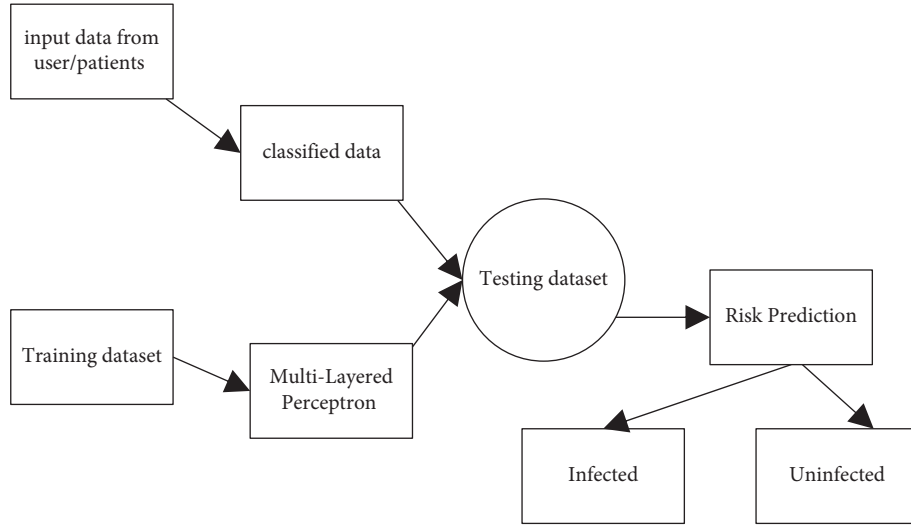 input data from
user/patients
classified data
Testing dataset
Risk Prediction
Training dataset
Multi-Layered
Perceptron
Infected
Uninfected